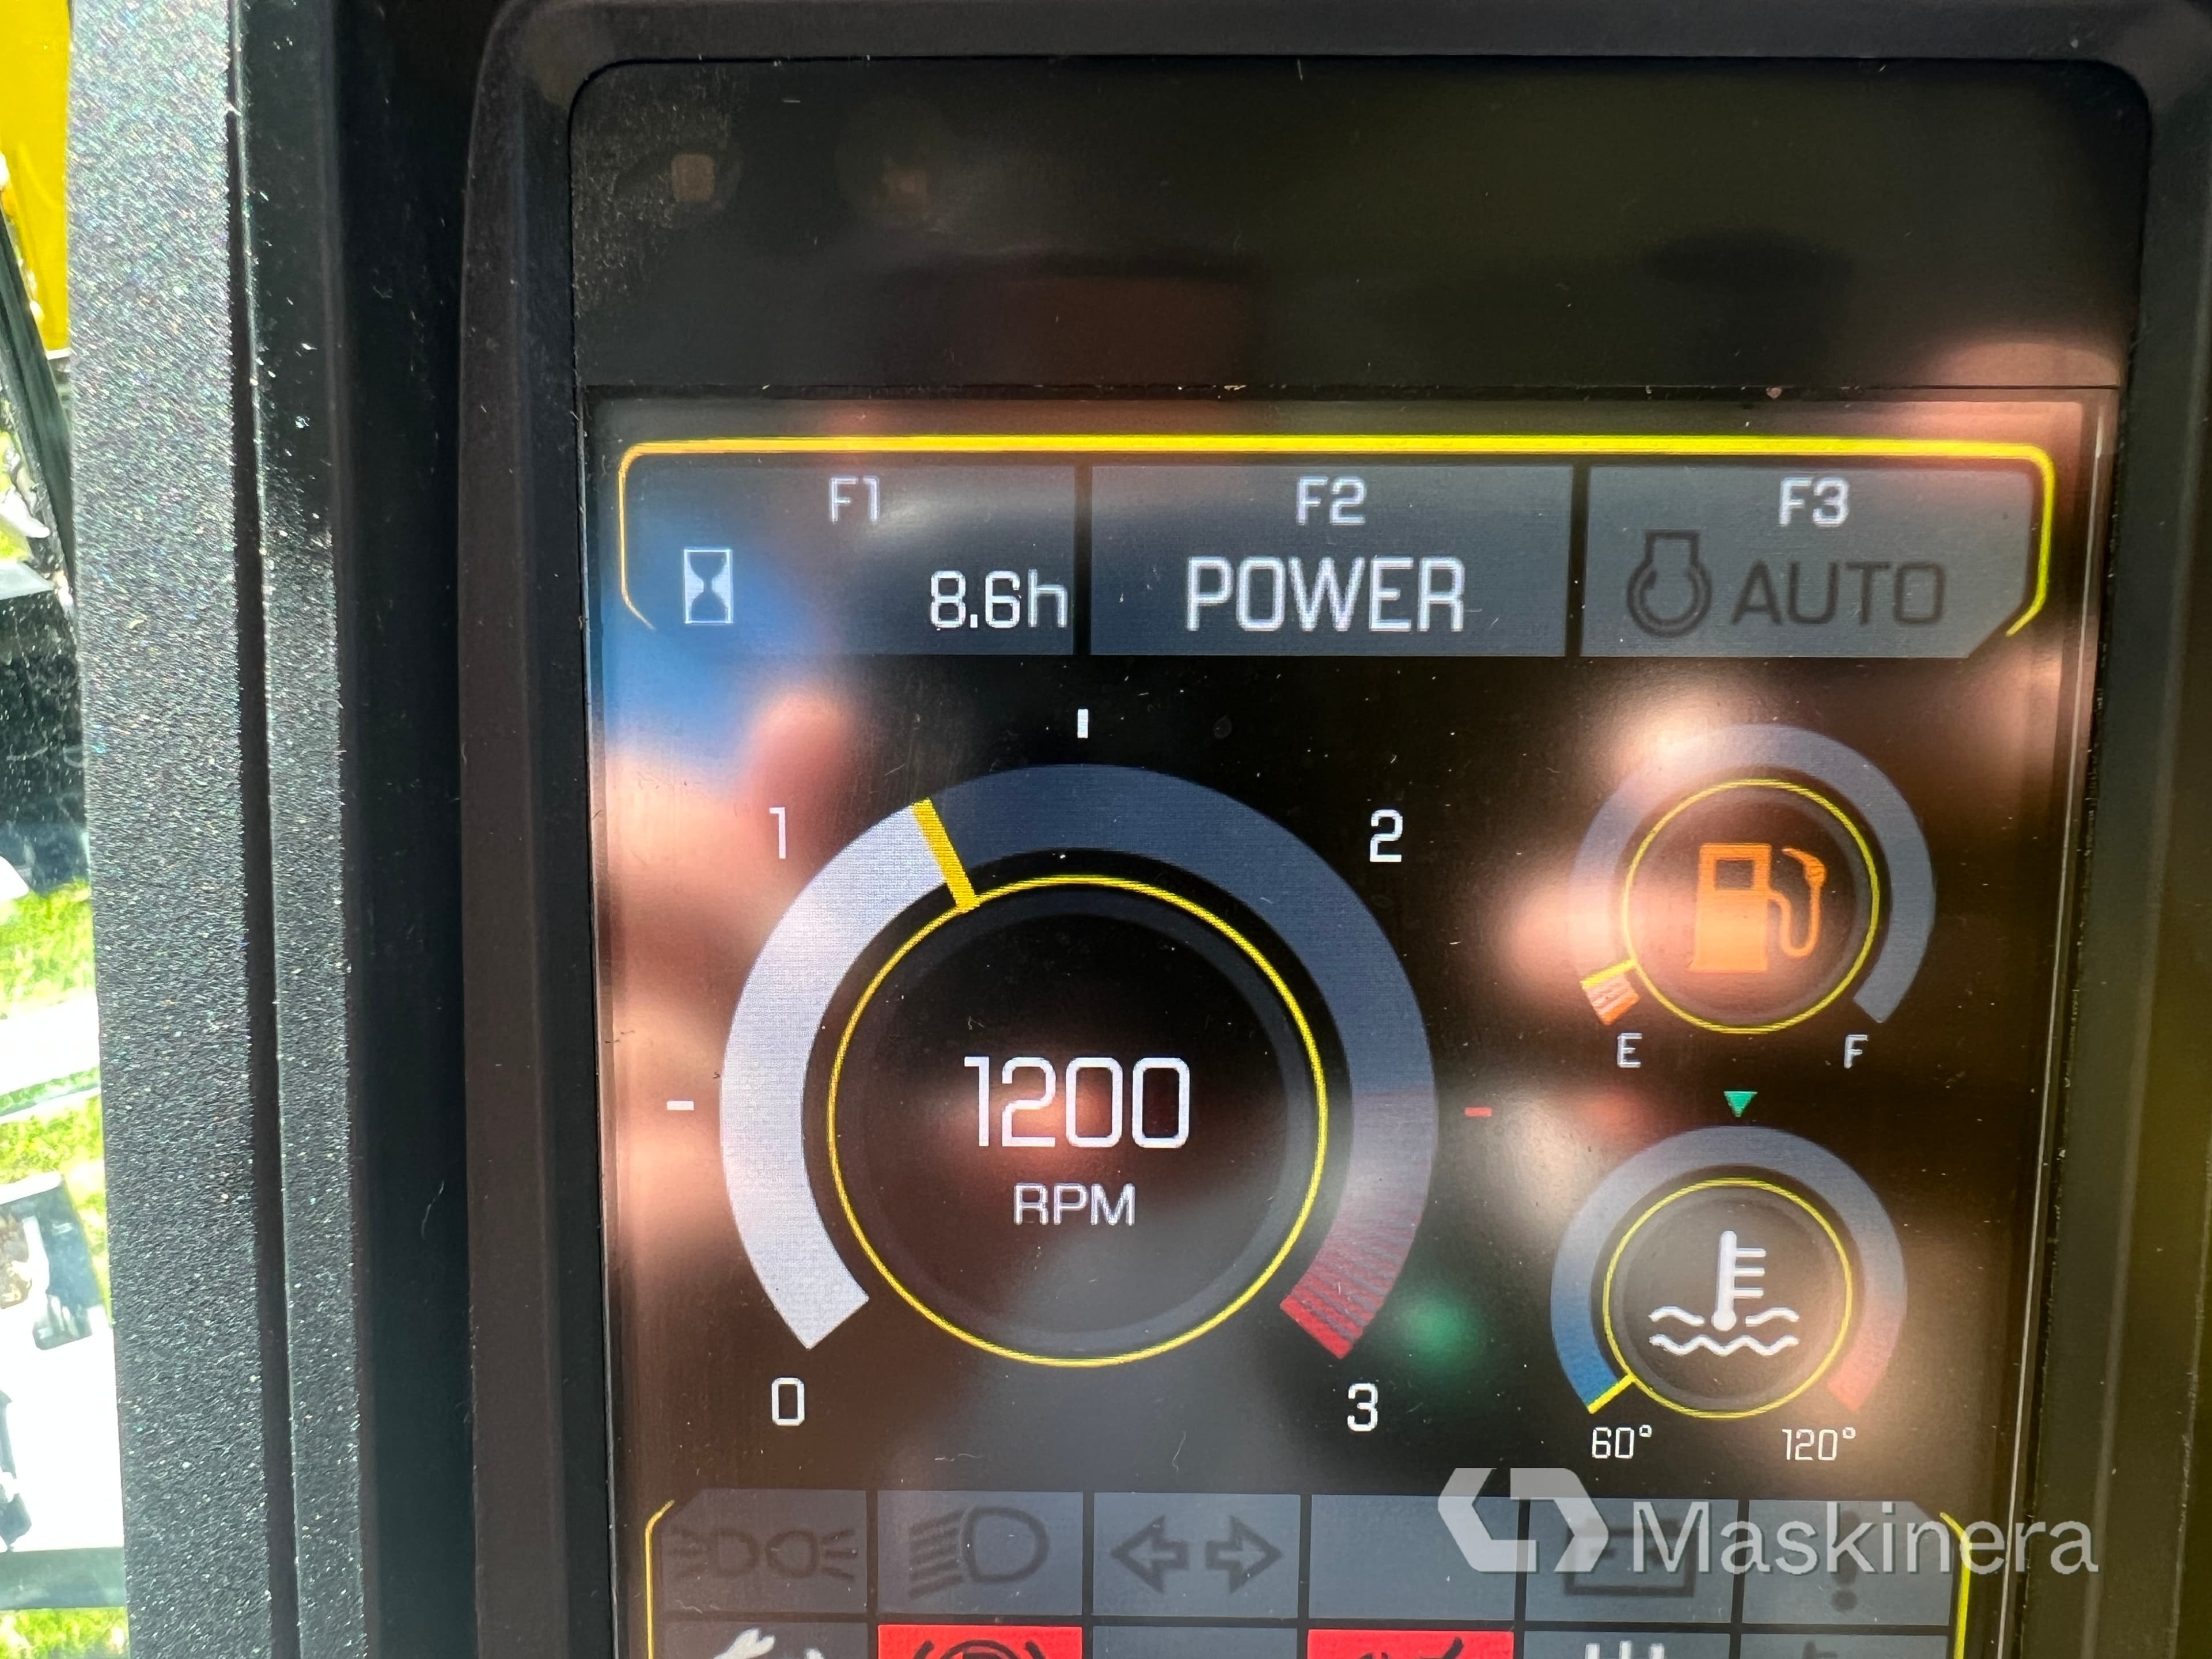 F1 F2 F3
8.6h POWER AUTO
1 2
1200
RPM
0 3
E F
60° 120°
Maskinera